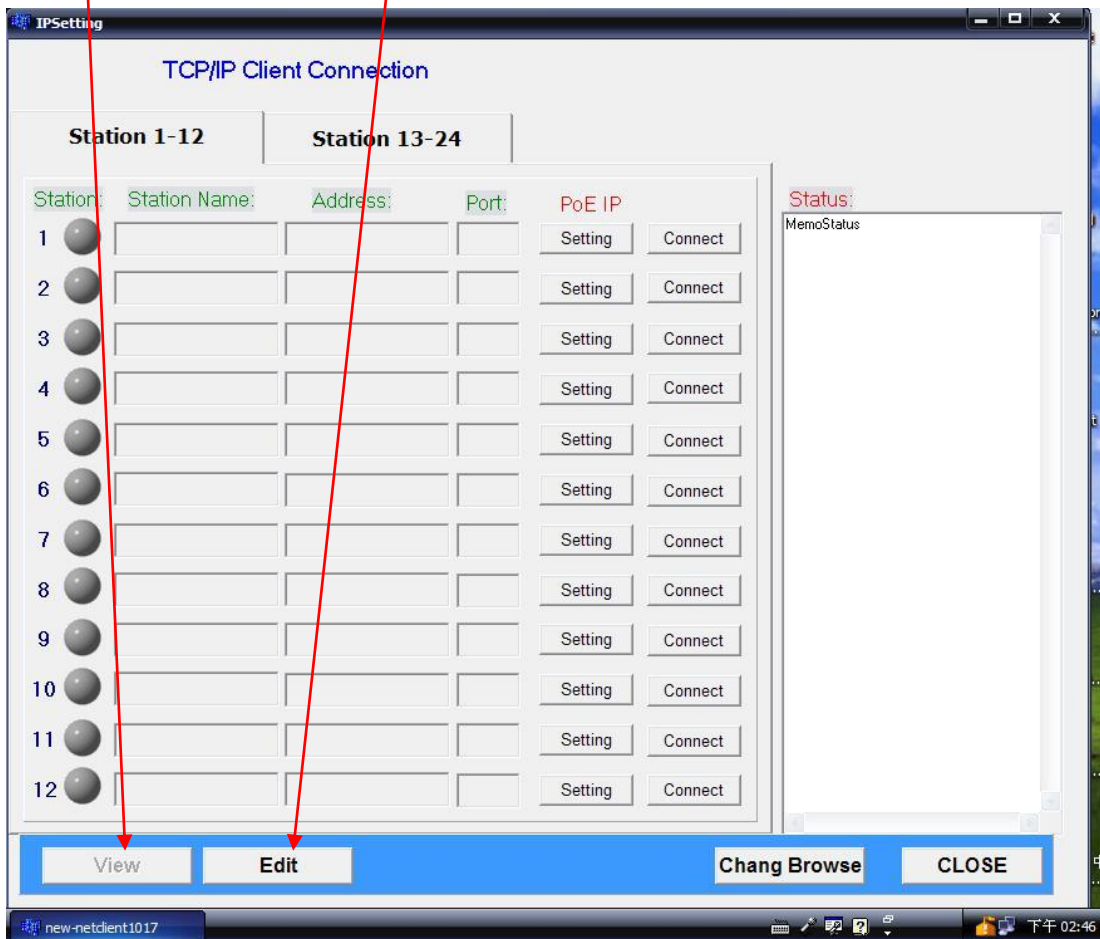 IPSetting
TCP/IP Client Connection
Station 1-12
Station 13-24
Station: Station Name: Address: Port: PoE IP
Status:
MemoStatus
1 Setting Connect
2 Setting Connect
3 Setting Connect
4 Setting Connect
5 Setting Connect
6 Setting Connect
7 Setting Connect
8 Setting Connect
9 Setting Connect
10 Setting Connect
11 Setting Connect
12 Setting Connect
View Edit Chang Browse CLOSE
new-netclient1017 下午 02:46